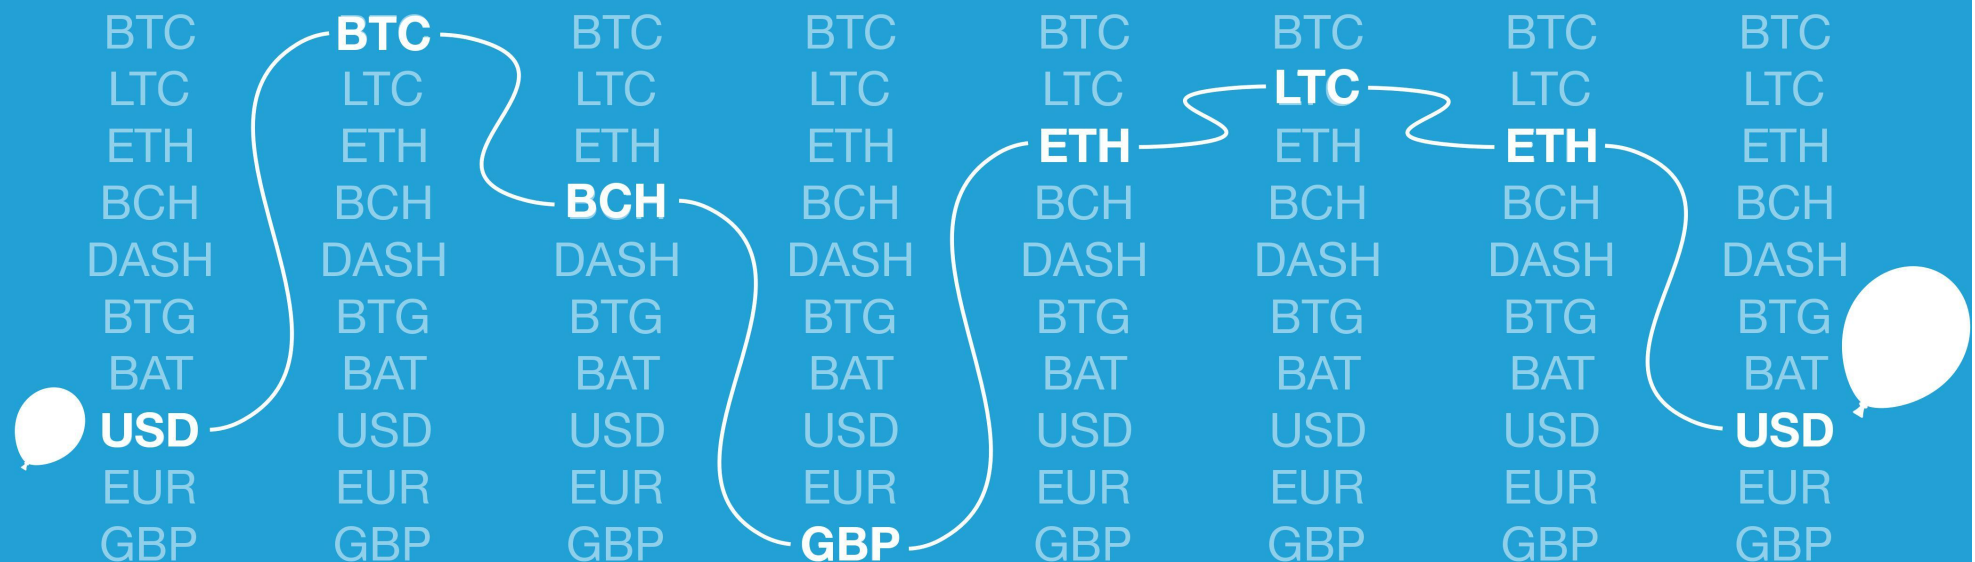 BTC BTC BTC BTC BTC BTC BTC BTC
LTC LTC LTC LTC LTC LTC LTC LTC
ETH ETH ETH ETH ETH ETH ETH ETH
BCH BCH BCH BCH BCH BCH BCH BCH
DASH DASH DASH DASH DASH DASH DASH DASH
BTG BTG BTG BTG BTG BTG BTG BTG
BAT BAT BAT BAT BAT BAT BAT BAT
USD USD USD USD USD USD USD USD
EUR EUR EUR EUR EUR EUR EUR EUR
GBP GBP GBP GBP GBP GBP GBP GBP